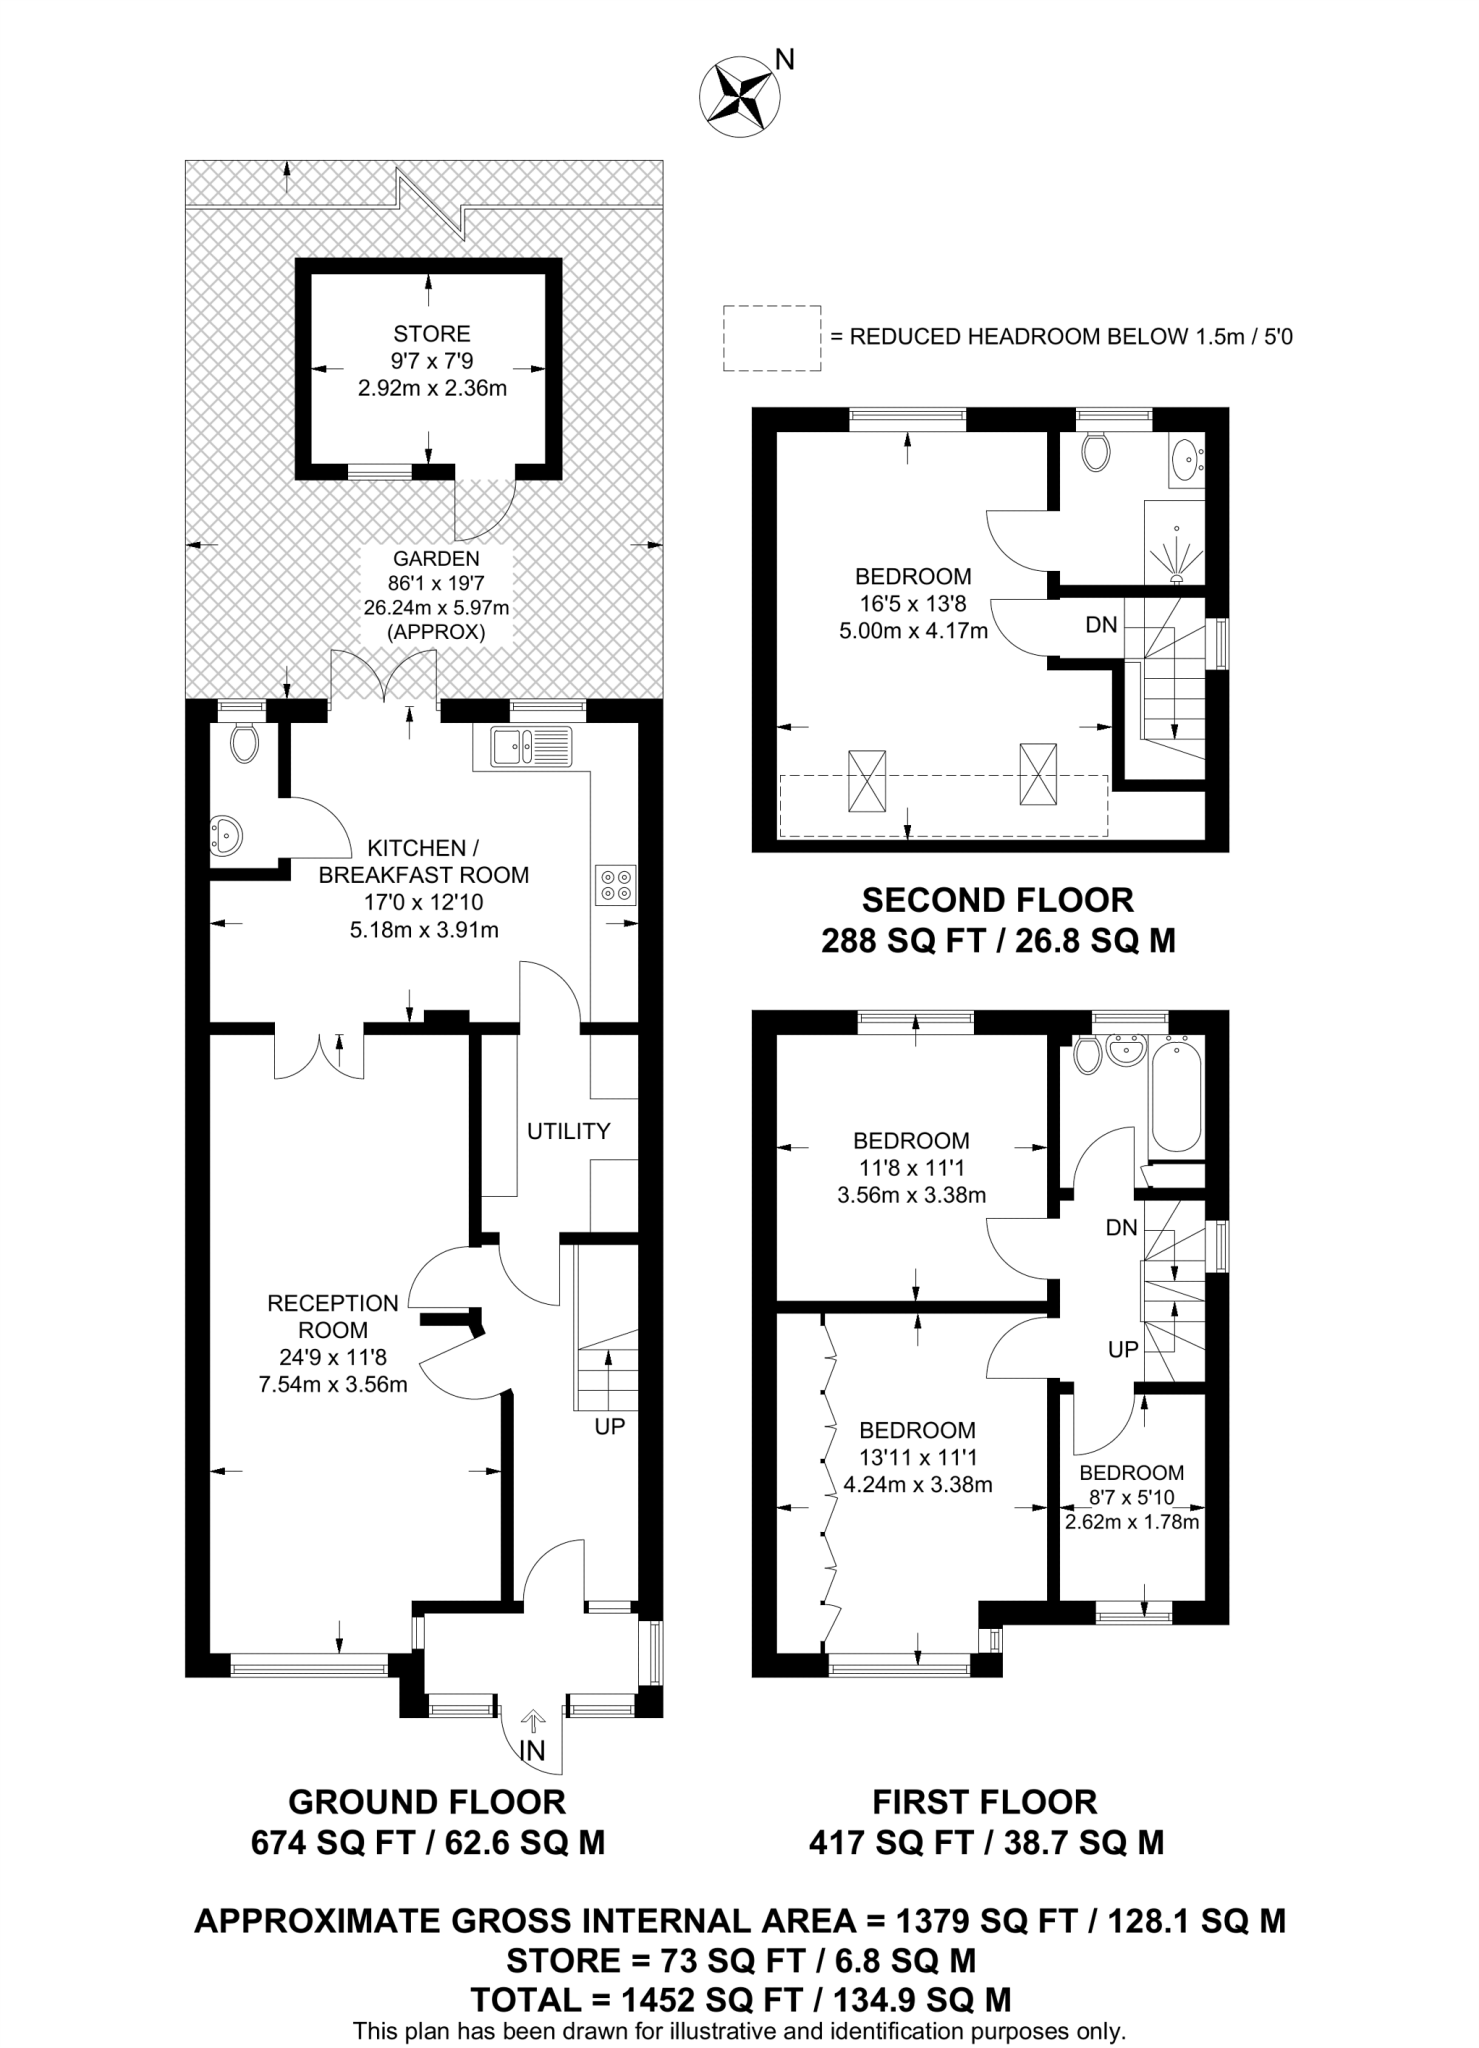 N
STORE
9'7 x 7'9
2.92m x 2.36m
GARDEN
86'1 x 19'7
26.24m x 5.97m
(APPROX)
= REDUCED HEADROOM BELOW 1.5m / 5'0
BEDROOM
16'5 x 13'8
5.00m x 4.17m
DN
SECOND FLOOR
288 SQ FT / 26.8 SQ M
KITCHEN /
BREAKFAST ROOM
17'0 x 12'10
5.18m x 3.91m
UTILITY
RECEPTION
ROOM
24'9 x 11'8
7.54m x 3.56m
UP
IN
GROUND FLOOR
674 SQ FT / 62.6 SQ M
BEDROOM
11'8 x 11'1
3.56m x 3.38m
DN
UP
BEDROOM
13'11 x 11'1
4.24m x 3.38m
BEDROOM
8'7 x 5'10
2.62m x 1.78m
FIRST FLOOR
417 SQ FT / 38.7 SQ M
APPROXIMATE GROSS INTERNAL AREA = 1379 SQ FT / 128.1 SQ M
STORE = 73 SQ FT / 6.8 SQ M
TOTAL = 1452 SQ FT / 134.9 SQ M
This plan has been drawn for illustrative and identification purposes only.